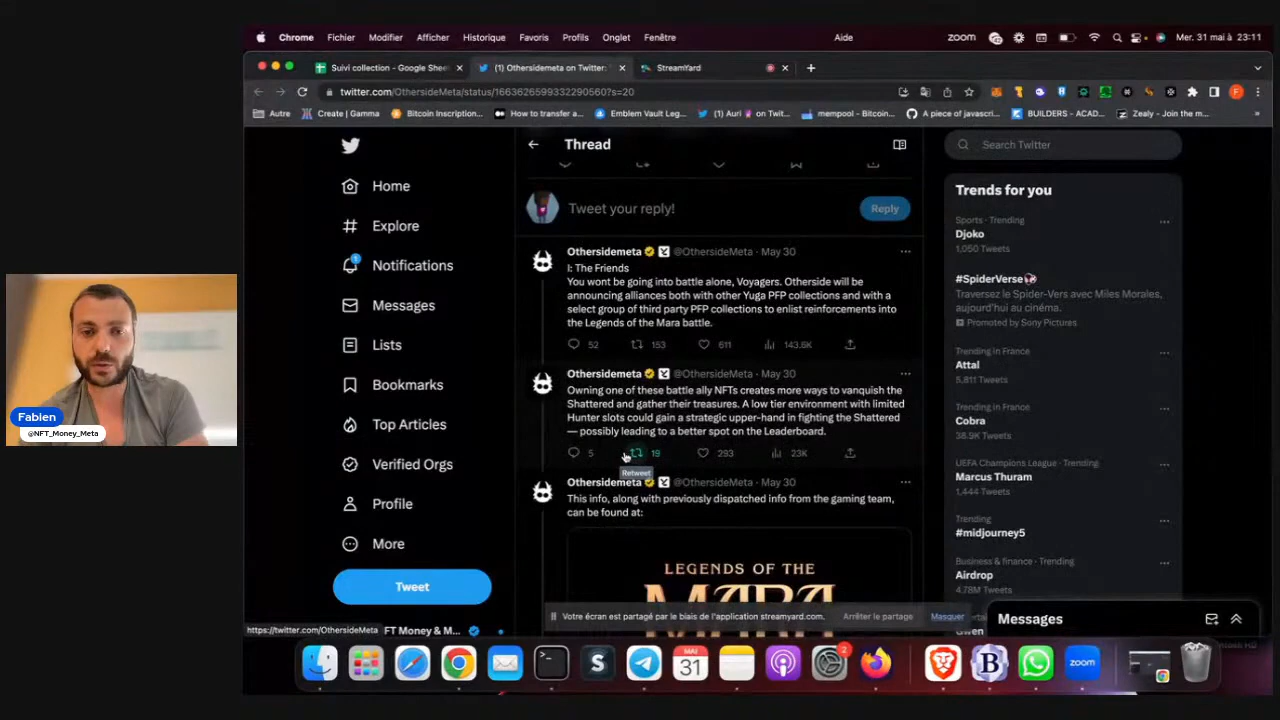 Chrome Fichier Modifier Afficher Historique Favoris Profils Onglet Fenêtre Aide zoom Mer. 31 mai à 23:11
Suivi collection - Google Shee
(1) Othersidemeta on Twitter:
StreamYard
twitter.com/OthersideMeta/status/1663626599332290560?s=20
Autre
Create | Gamma
Bitcoin Inscription...
How to transfer a...
Emblem Vault Leg...
(1) Auri on Twit...
mempool - Bitcoin...
A piece of javascri...
BUILDERS - ACAD...
Zealy - Join the m...
Home
Explore
Notifications
1
Messages
Lists
Bookmarks
Top Articles
Verified Orgs
Profile
More
Tweet
FT Money & M...
https://twitter.com/OthersideMeta
Thread
Tweet your reply!
Reply
Othersidemeta @OthersideMeta · May 30
I: The Friends
You wont be going into battle alone, Voyagers. Otherside will be
announcing alliances both with other Yuga PFP collections and with a
select group of third party PFP collections to enlist reinforcements into
the Legends of the Mara battle.
52 153 611 143.6K
Othersidemeta @OthersideMeta · May 30
Owning one of these battle ally NFTs creates more ways to vanquish the
Shattered and gather their treasures. A low tier environment with limited
Hunter slots could gain a strategic upper-hand in fighting the Shattered
— possibly leading to a better spot on the Leaderboard.
5 19 293 23K
Retweet
Othersidemeta @OthersideMeta · May 30
This info, along with previously dispatched info from the gaming team,
can be found at:
LEGENDS OF THE
MARA
Votre écran est partagé par le biais de l'application streamyard.com.
Arrêter le partage
Masquer
Search Twitter
Trends for you
Sports · Trending
Djoko
1,050 Tweets
#SpiderVerse
Traversez le Spider-Vers avec Miles Morales,
aujourd'hui au cinéma.
Promoted by Sony Pictures
Trending in France
Attal
5,811 Tweets
Trending in France
Cobra
38.9K Tweets
UEFA Champions League · Trending
Marcus Thuram
1,444 Tweets
Trending
#midjourney5
Business & finance · Trending
Airdrop
4.78M Tweets
Messages
Fabien
@NFT_Money_Meta
MAI
31
2
zoom